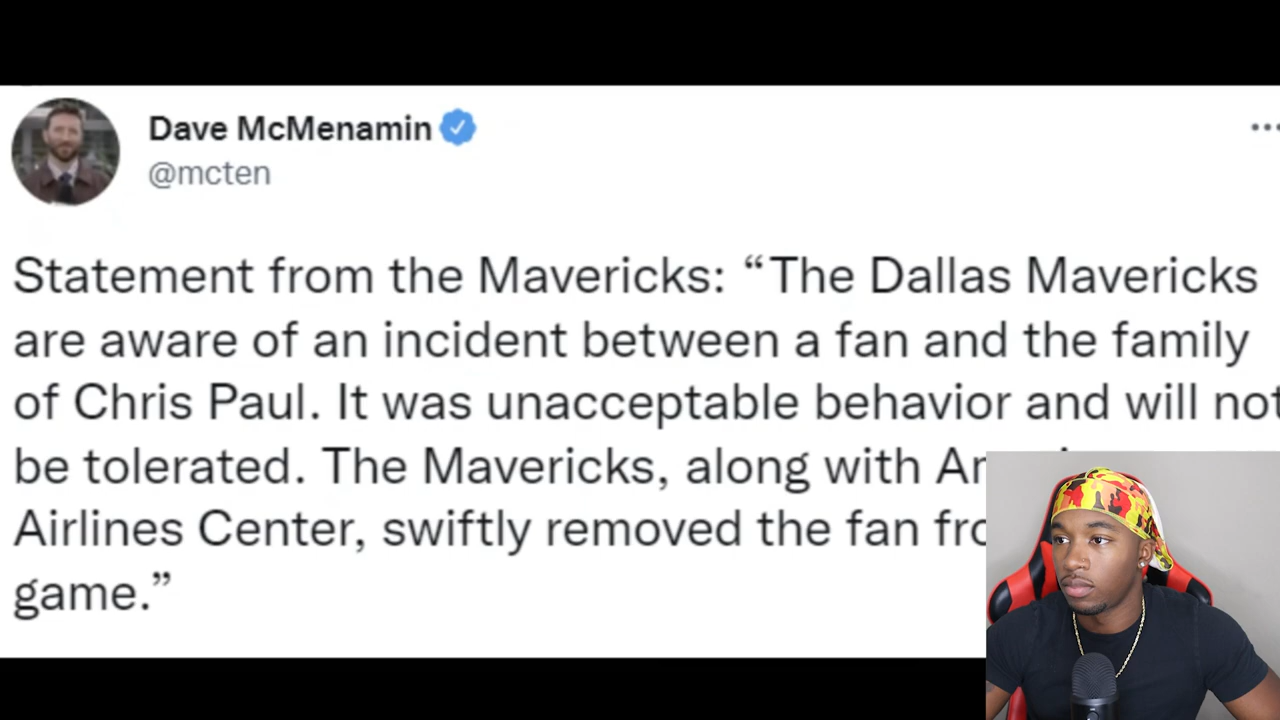 Dave McMenamin
@mcten
Statement from the Mavericks: “The Dallas Mavericks
are aware of an incident between a fan and the family
of Chris Paul. It was unacceptable behavior and will not
be tolerated. The Mavericks, along with
Airlines Center, swiftly removed the fan
game.”